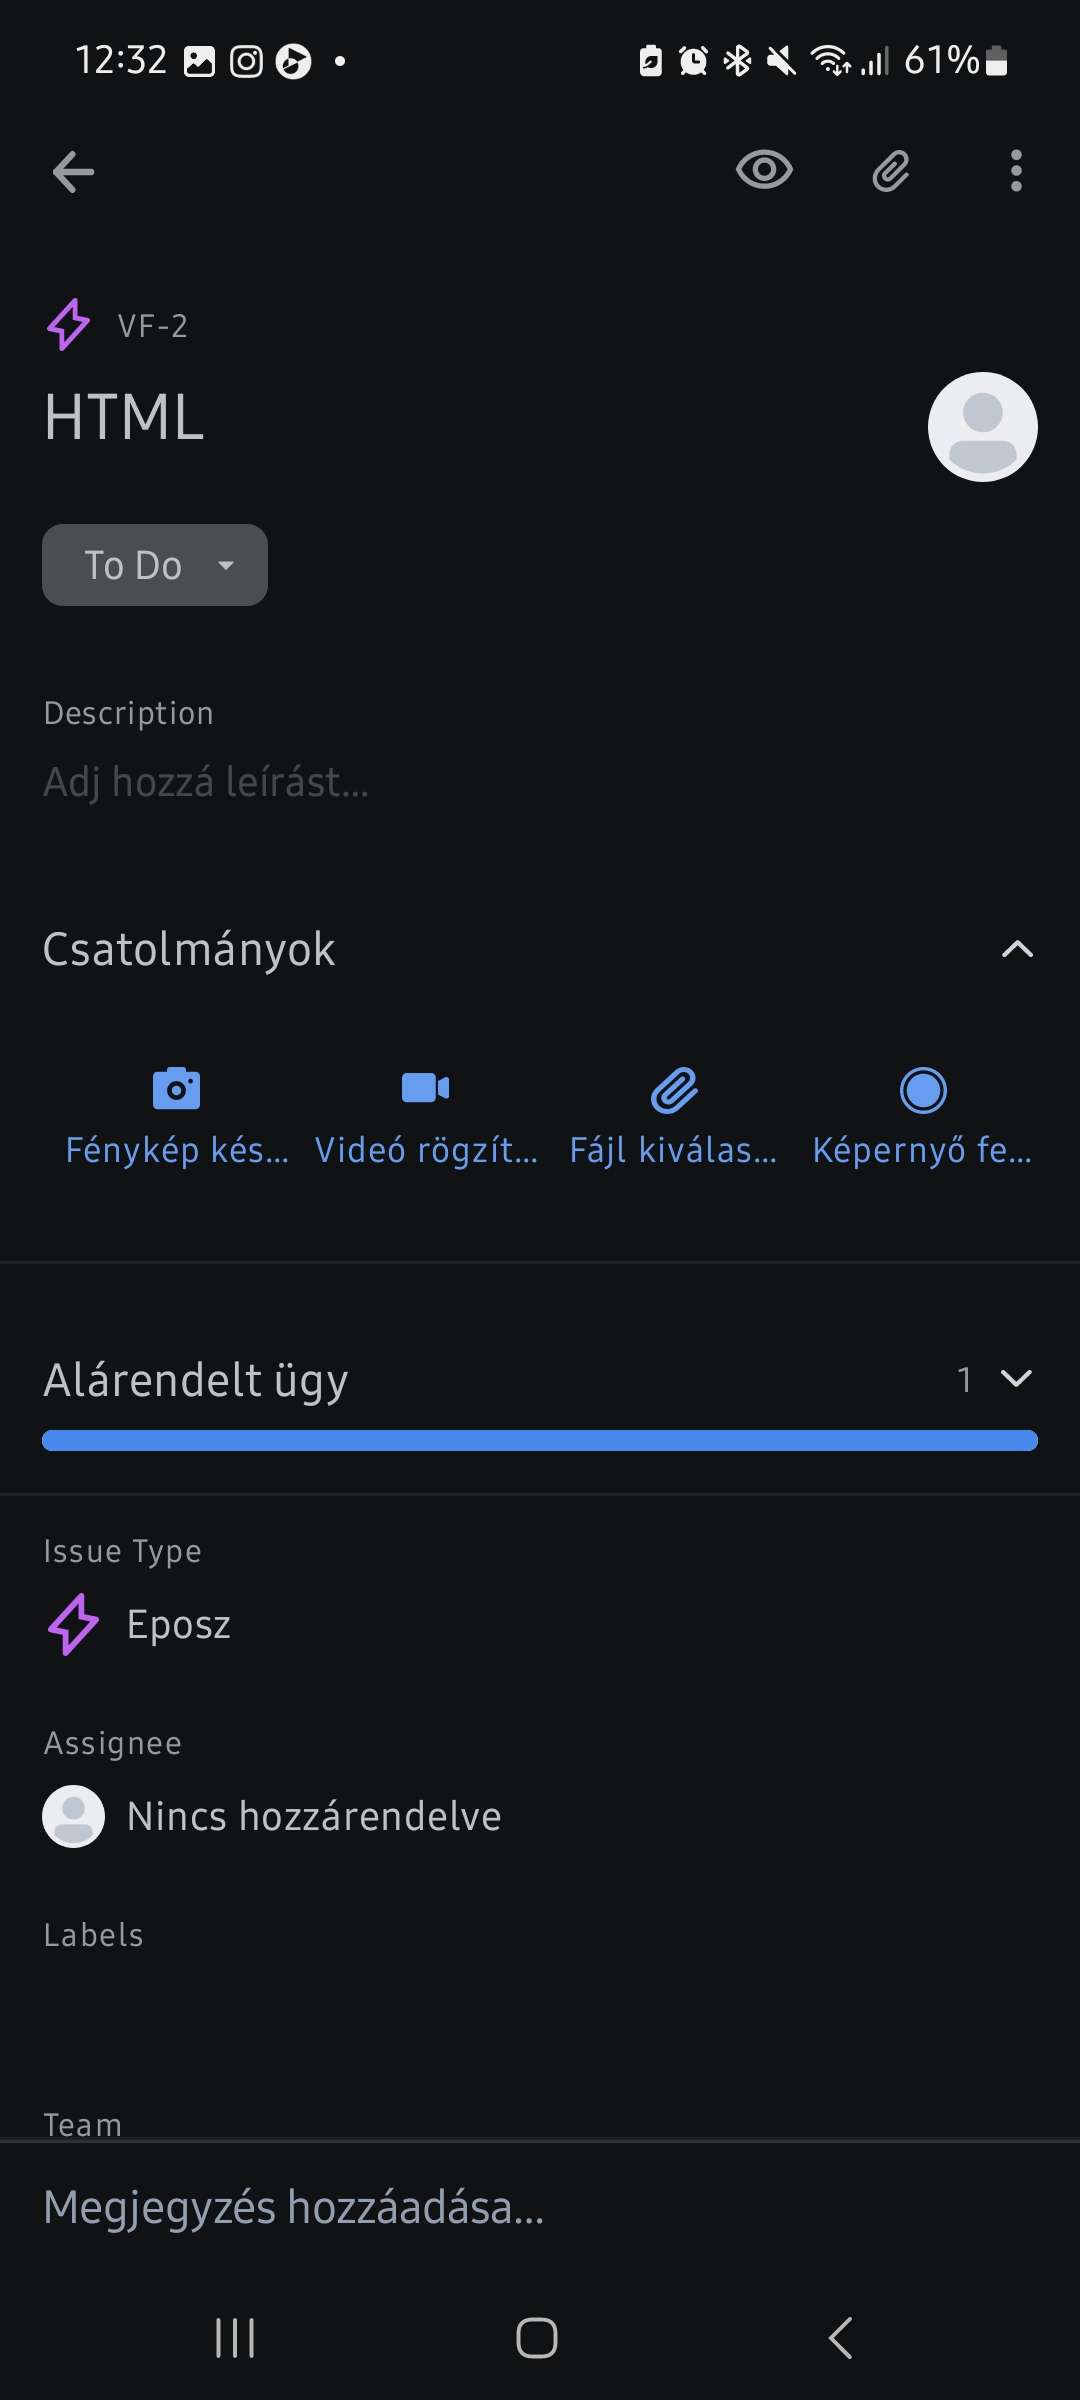 12:32 61%
VF-2
HTML
To Do
Description
Adj hozzá leírást...
Csatolmányok
Fénykép kés... Videó rögzít... Fájl kiválas... Képernyő fe...
Alárendelt ügy 1
Issue Type
Eposz
Assignee
Nincs hozzárendelve
Labels
Team
Megjegyzés hozzáadása...